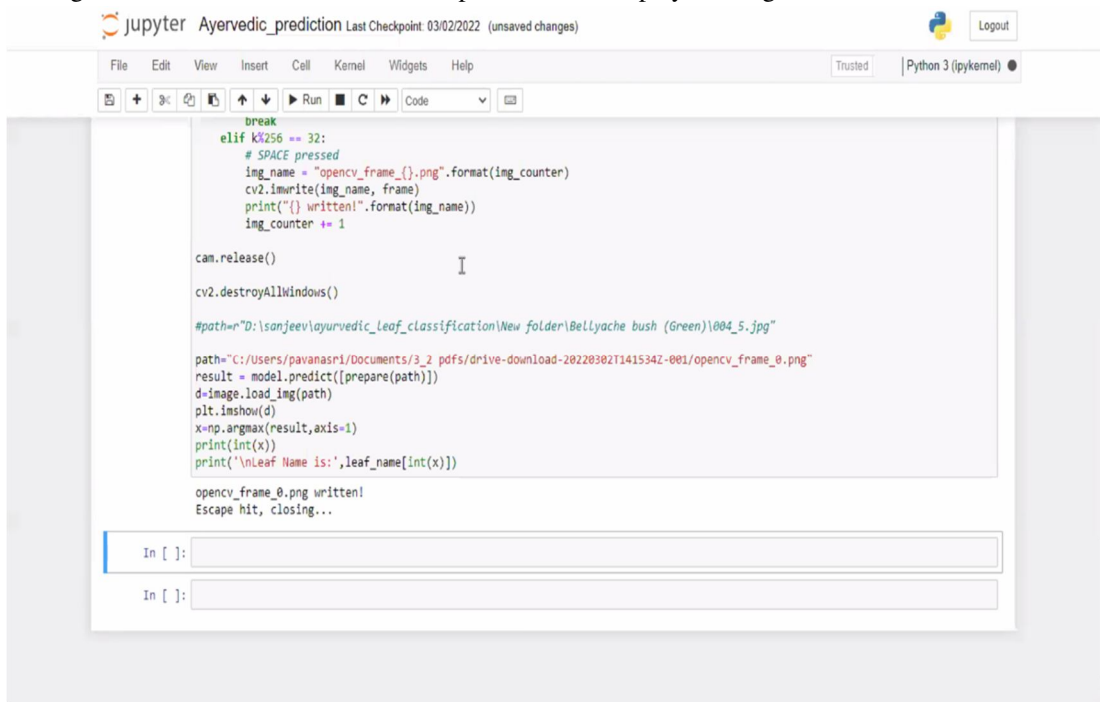 jupyter Ayervedic_prediction Last Checkpoint: 03/02/2022 (unsaved changes)
Logout
File Edit View Insert Cell Kernel Widgets Help
Trusted
Python 3 (ipykernel)
Run
Code
break
elif k%256 == 32:
# SPACE pressed
img_name = "opencv_frame_{}.png".format(img_counter)
cv2.imwrite(img_name, frame)
print("{} written!".format(img_name))
img_counter += 1
cam.release()
cv2.destroyAllWindows()
#path=r"D:\sanjeev\ayurvedic_leaf_classification\New folder\Bellyache bush (Green)\004_5.jpg"
path="C:/Users/pavanasri/Documents/3_2 pdfs/drive-download-20220302T141534Z-001/opencv_frame_0.png"
result = model.predict([prepare(path)])
d=image.load_img(path)
plt.imshow(d)
x=np.argmax(result,axis=1)
print(int(x))
print('\nLeaf Name is:',leaf_name[int(x)])
opencv_frame_0.png written!
Escape hit, closing...
In [ ]:
In [ ]: